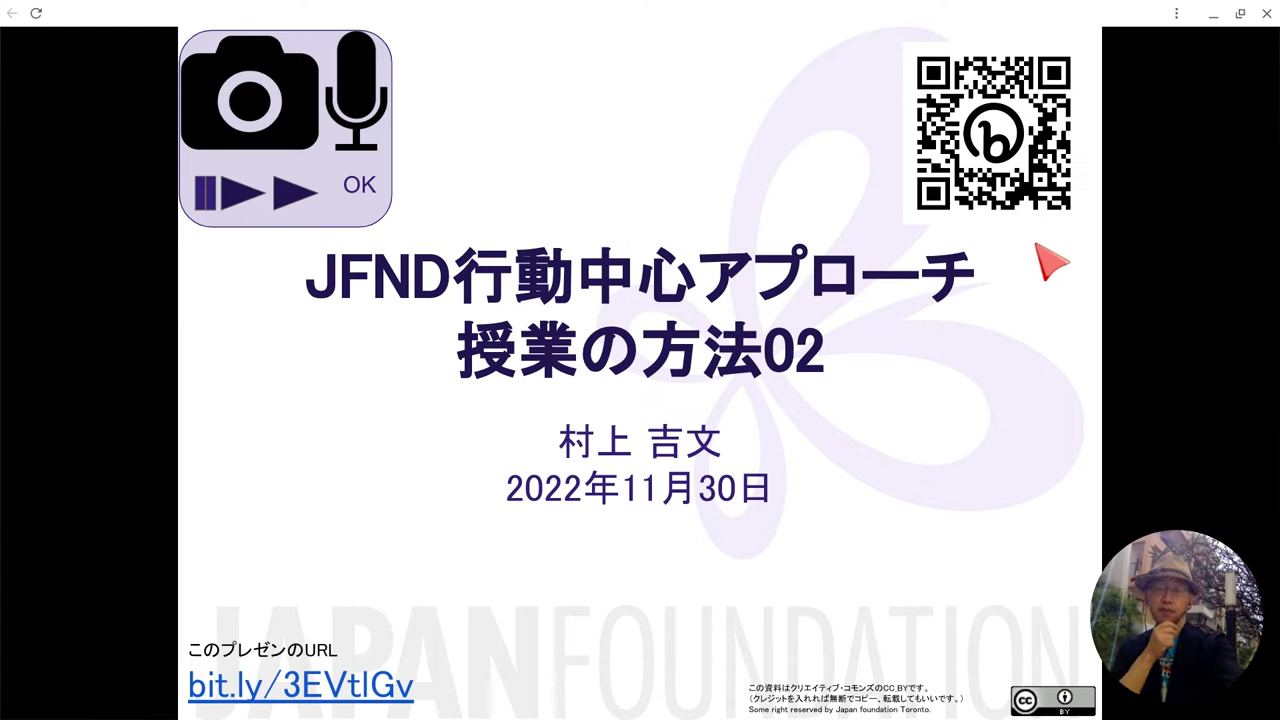 OK
JFND行動中心アプローチ
授業の方法02
村上 吉文
2022年11月30日
このプレゼンのURL
bit.ly/3EVtlGv
JAPANFOUNDATION
この資料はクリエイティブ・コモンズのCC_BYです。
（クレジットを入れれば無断でコピー、転載してもいいです。）
Some right reserved by Japan foundation Toronto.
cc
BY